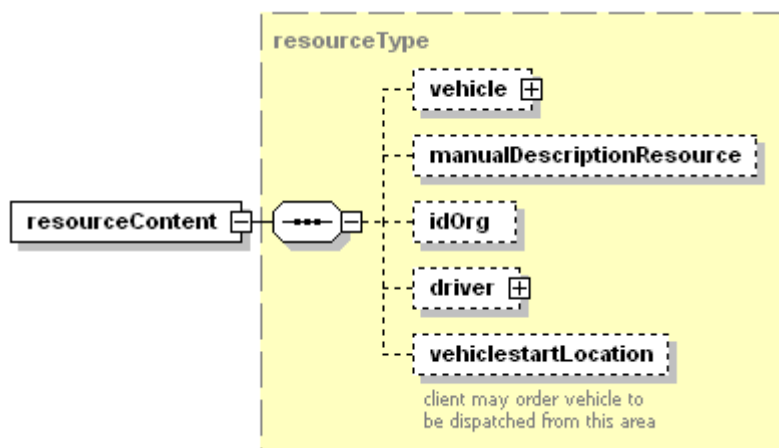 resourceType
vehicle
manualDescriptionResource
resourceContent
idOrg
driver
vehiclestartLocation
client may order vehicle to
be dispatched from this area